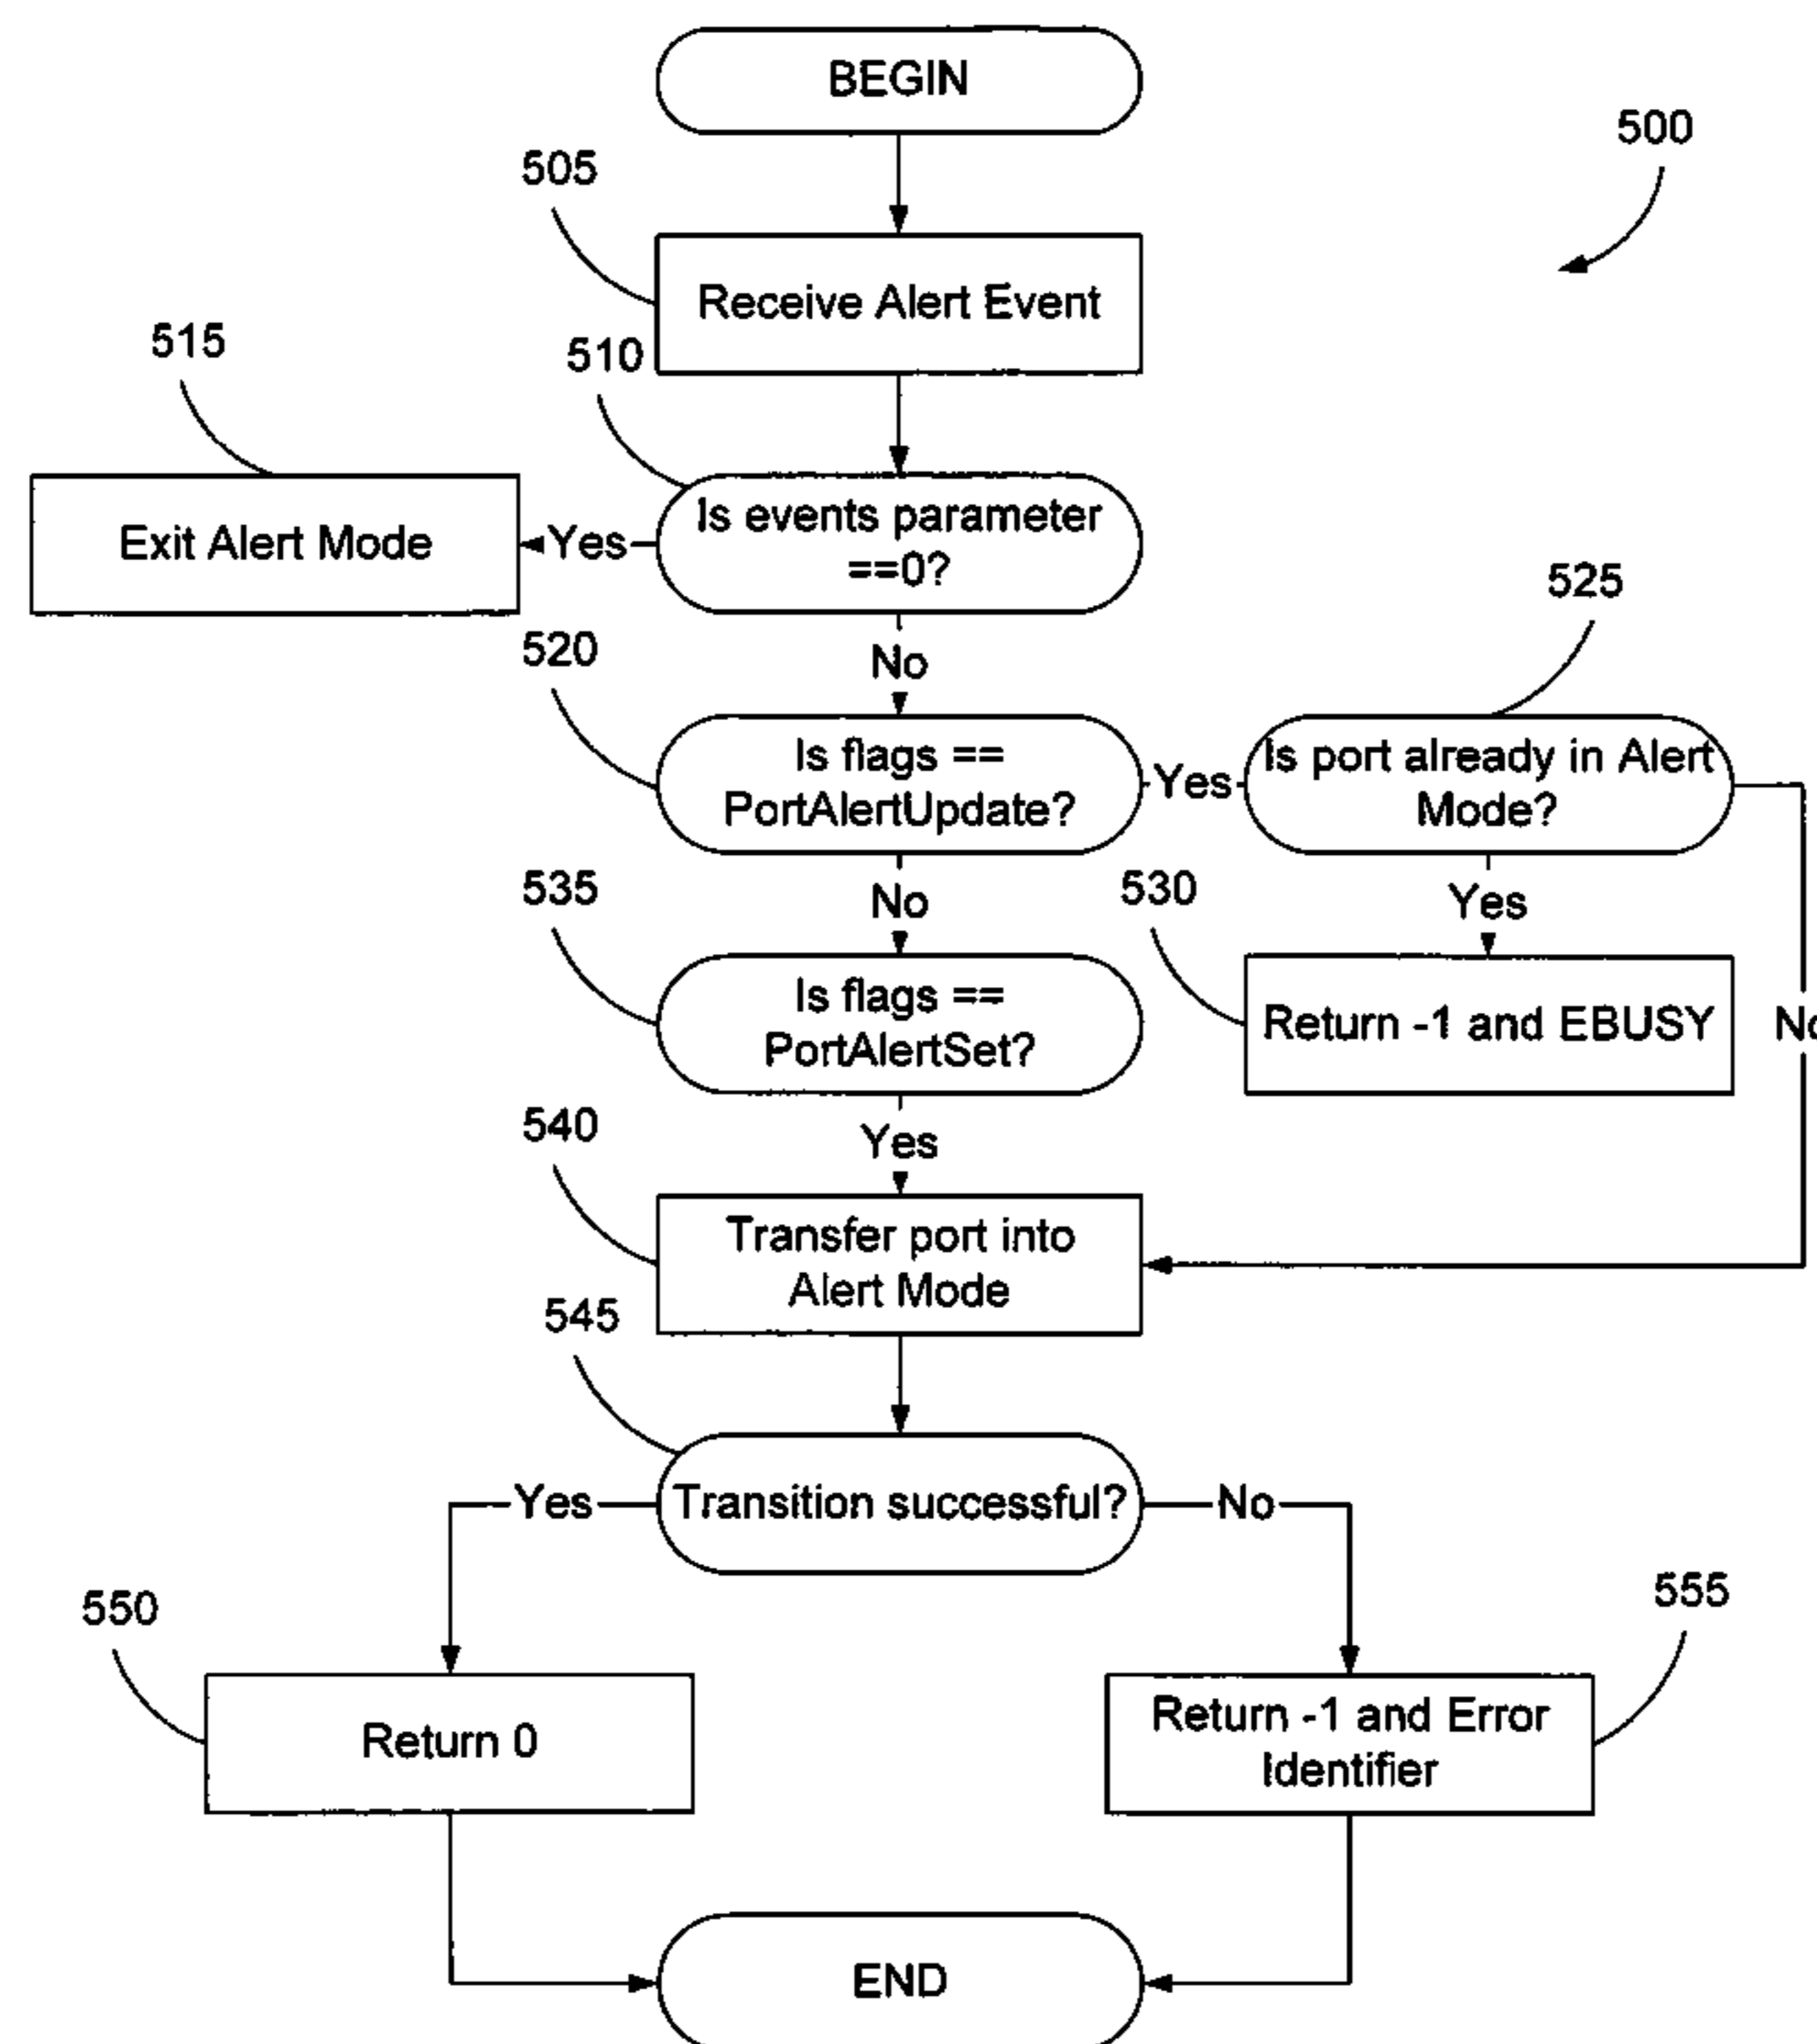 BEGIN
500
505
Receive Alert Event
515
510
Exit Alert Mode
Yes
Is events parameter
==0?
525
520
No
Is flags ==
PortAlertUpdate?
Yes
Is port already in Alert
Mode?
535
No
530
Yes
Is flags ==
PortAlertSet?
Return -1 and EBUSY
No
540
Yes
Transfer port into
Alert Mode
545
Yes
Transition successful?
No
550
555
Return 0
Return -1 and Error
Identifier
END